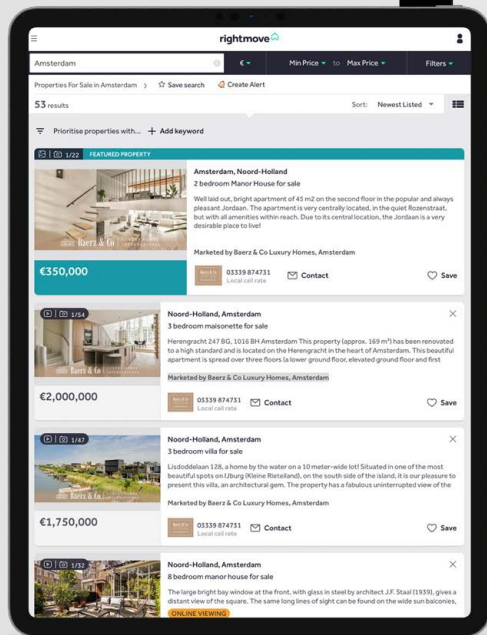 rightmove
Amsterdam
€
Min Price to Max Price
Filters
Properties For Sale in Amsterdam
Save search
Create Alert
53 results
Sort: Newest Listed
Prioritise properties with... + Add keyword
1/22 FEATURED PROPERTY
Baerz & Co
€350,000
Amsterdam, Noord-Holland
2 bedroom Manor House for sale
Well laid out, bright apartment of 45 m2 on the second floor in the popular and always
pleasant Jordaan. The apartment is very centrally located, in the quiet Rozenstraat,
but with all amenities within reach. Due to its central location, the Jordaan is a very
desirable place to live!
Marketed by Baerz & Co Luxury Homes, Amsterdam
03339 874731
Local call rate
Contact
Save
1/54
Baerz & Co
€2,000,000
Noord-Holland, Amsterdam
3 bedroom maisonette for sale
Herengracht 247 BG, 1016 BH Amsterdam This property (approx. 169 m²) has been renovated
to a high standard and is located on the Herengracht in the heart of Amsterdam. This beautiful
apartment is spread over three floors (a lower ground floor, elevated ground floor and first
Marketed by Baerz & Co Luxury Homes, Amsterdam
03339 874731
Local call rate
Contact
Save
1/47
Baerz & Co
€1,750,000
Noord-Holland, Amsterdam
3 bedroom villa for sale
Lisdoddelaan 128, a home by the water on a 10 meter-wide lot! Situated in one of the most
beautiful spots on IJburg (Kleine Rieteiland), on the south side of the island, it is our pleasure to
present this villa, an architectural gem. The property has a fabulous uninterrupted view of the
Marketed by Baerz & Co Luxury Homes, Amsterdam
03339 874731
Local call rate
Contact
Save
1/32
Noord-Holland, Amsterdam
8 bedroom manor house for sale
The large bright bay window at the front, with glass in steel by architect J.F. Staal (1939), gives a
distant view of the square. The same long lines of sight can be found on the wide sun balconies,
ONLINE VIEWING